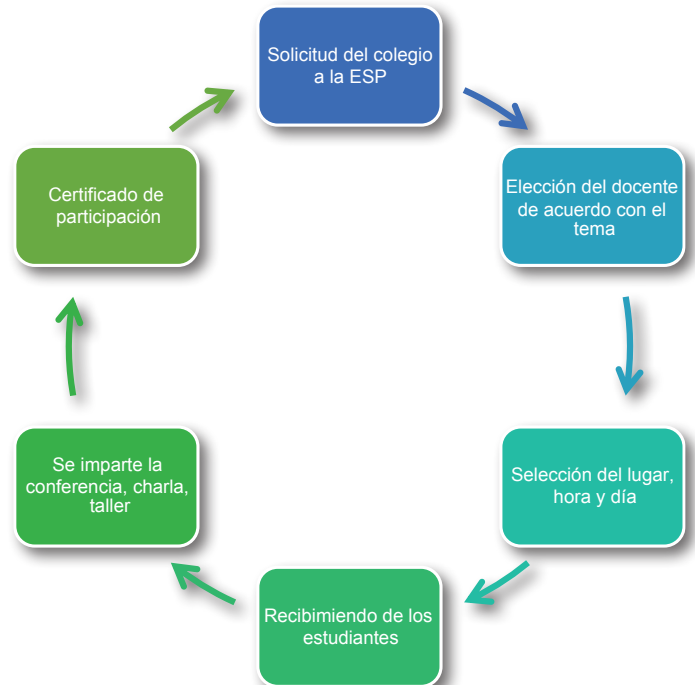 Solicitud del colegio
a la ESP
Elección del docente
de acuerdo con el
tema
Selección del lugar,
hora y día
Recibimiendo de los
estudiantes
Se imparte la
conferencia, charla,
taller
Certificado de
participación